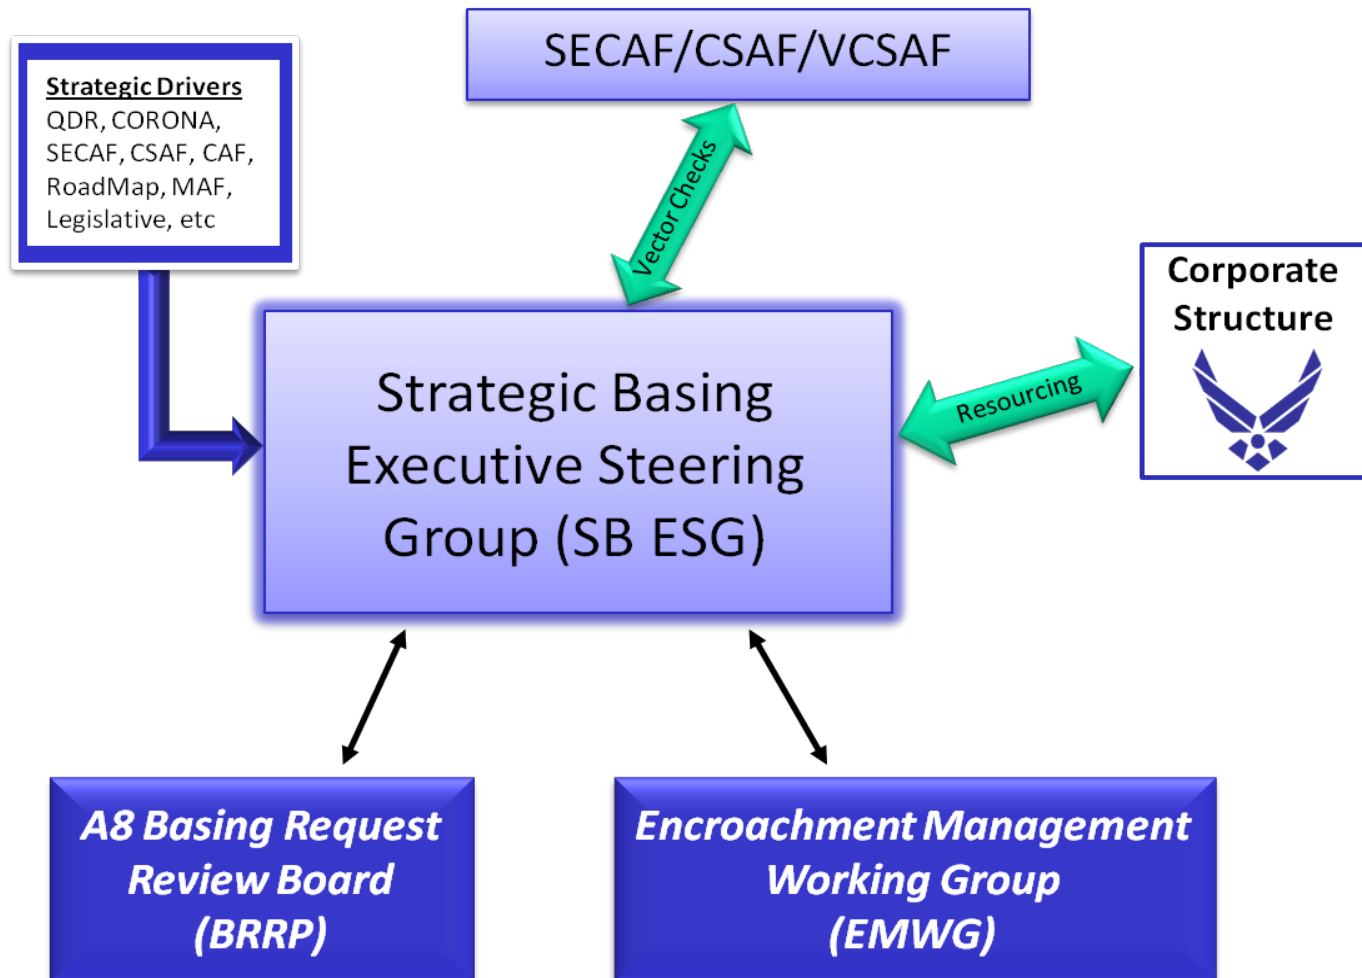 SECAF/CSAF/VCSAF
Strategic Drivers
QDR, CORONA,
SECAF, CSAF, CAF,
RoadMap, MAF,
Legislative, etc
Vector Checks
Corporate
Structure
Resourcing
Strategic Basing
Executive Steering
Group (SB ESG)
A8 Basing Request
Review Board
(BRRP)
Encroachment Management
Working Group
(EMWG)